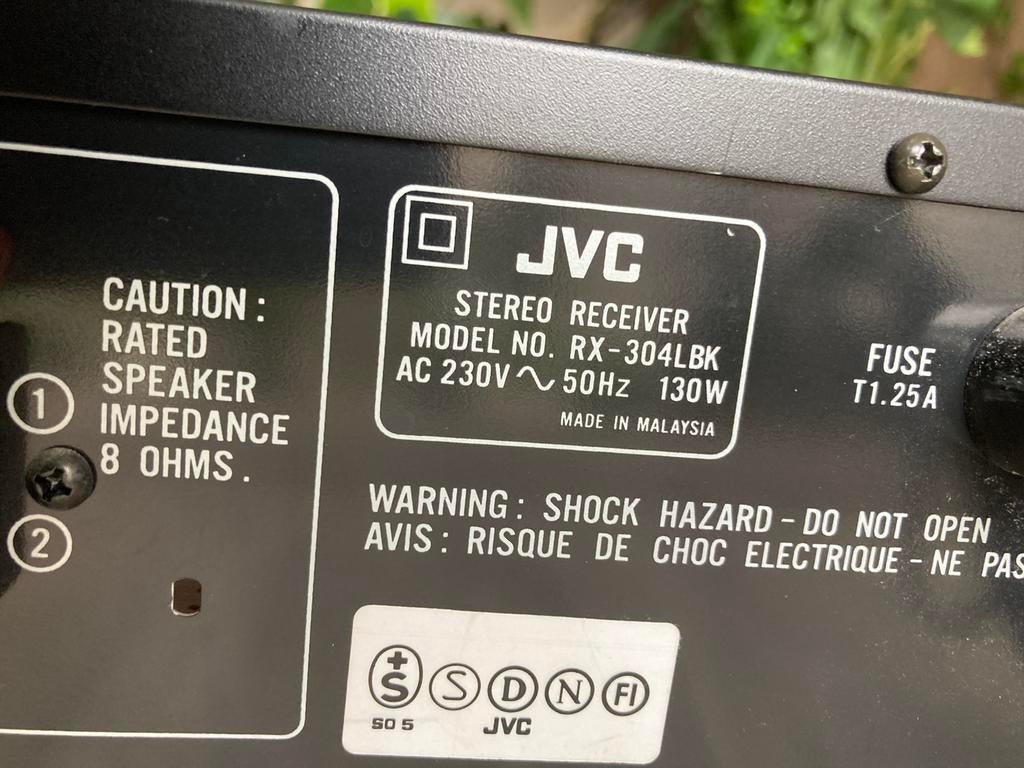 CAUTION :
RATED
SPEAKER
IMPEDANCE
8 OHMS .
1
2
JVC
STEREO RECEIVER
MODEL NO. RX-304LBK
AC 230V ∿ 50Hz 130W
MADE IN MALAYSIA
FUSE
T1.25A
WARNING : SHOCK HAZARD - DO NOT OPEN
AVIS : RISQUE DE CHOC ELECTRIQUE - NE PAS
+S S D N FI
SO 5 JVC